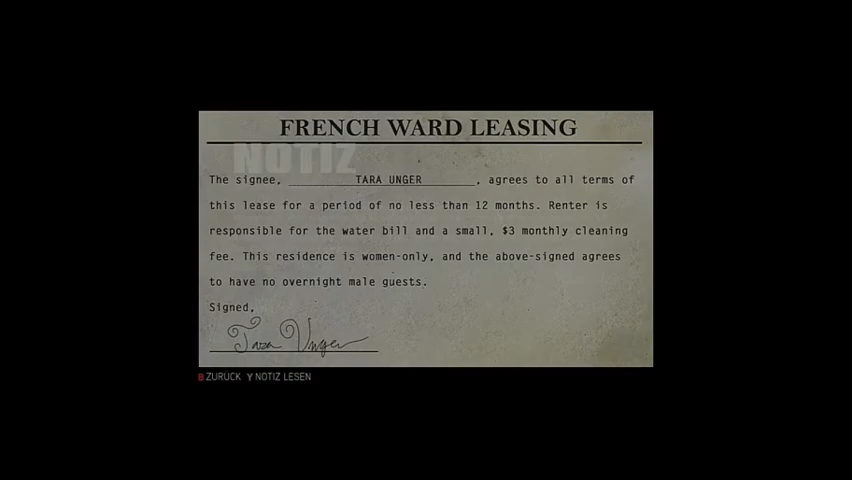 FRENCH WARD LEASING
NOTIZ
The signee, TARA UNGER, agrees to all terms of
this lease for a period of no less than 12 months. Renter is
responsible for the water bill and a small, $3 monthly cleaning
fee. This residence is women-only, and the above-signed agrees
to have no overnight male guests.
Signed,
Tara Unger
B ZURÜCK Y NOTIZ LESEN